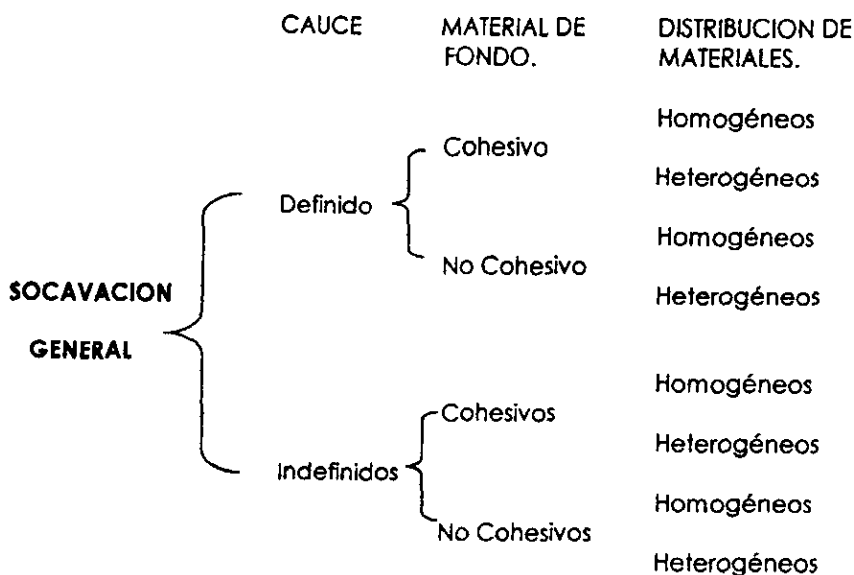 CAUCE MATERIAL DE FONDO. DISTRIBUCION DE MATERIALES.
Homogéneos
Cohesivo
Heterogéneos
Definido
Homogéneos
No Cohesivo
Heterogéneos
SOCAVACION
GENERAL
Homogéneos
Cohesivos
Heterogéneos
Indefinidos
Homogéneos
No Cohesivos
Heterogéneos